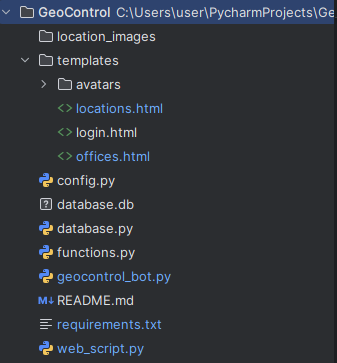 GeoControl C:\Users\user\PycharmProjects\Ge
location_images
templates
avatars
<> locations.html
<> login.html
<> offices.html
config.py
? database.db
database.py
functions.py
geocontrol_bot.py
M↓ README.md
requirements.txt
web_script.py